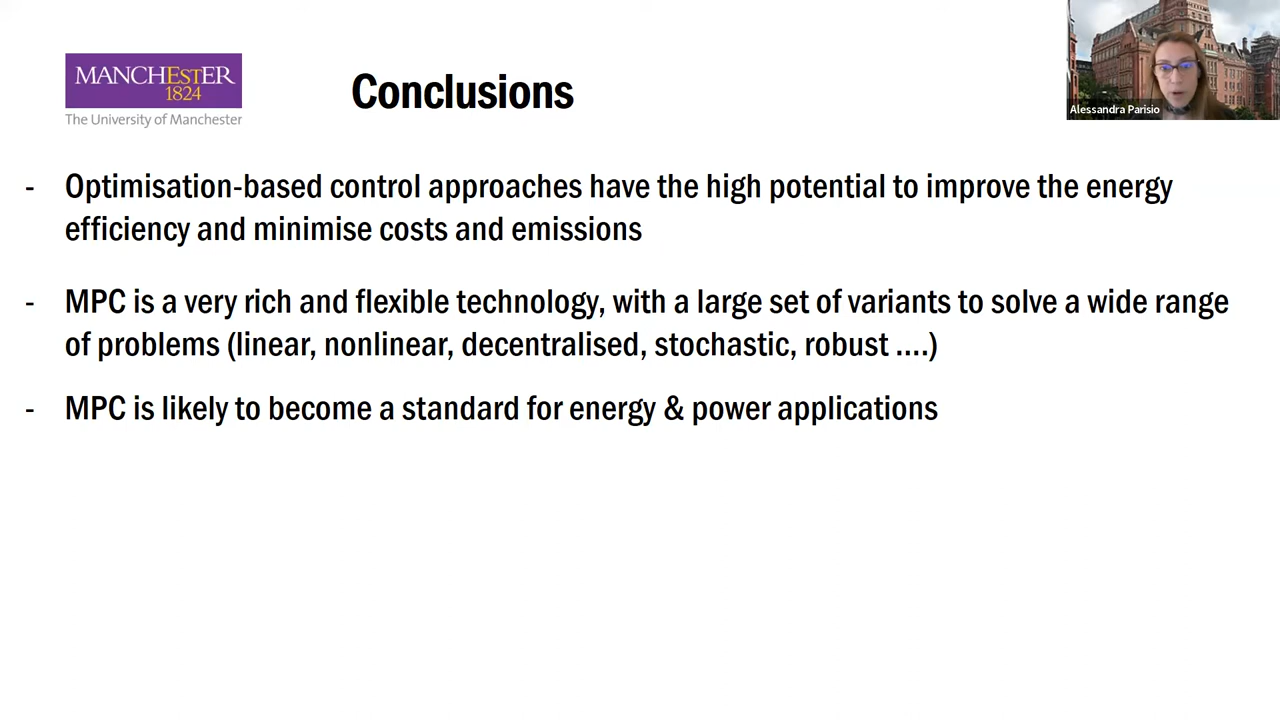 MANCHESTER
1824
The University of Manchester
Conclusions
Alessandra Parisio
- Optimisation-based control approaches have the high potential to improve the energy
efficiency and minimise costs and emissions
- MPC is a very rich and flexible technology, with a large set of variants to solve a wide range
of problems (linear, nonlinear, decentralised, stochastic, robust ....)
- MPC is likely to become a standard for energy & power applications